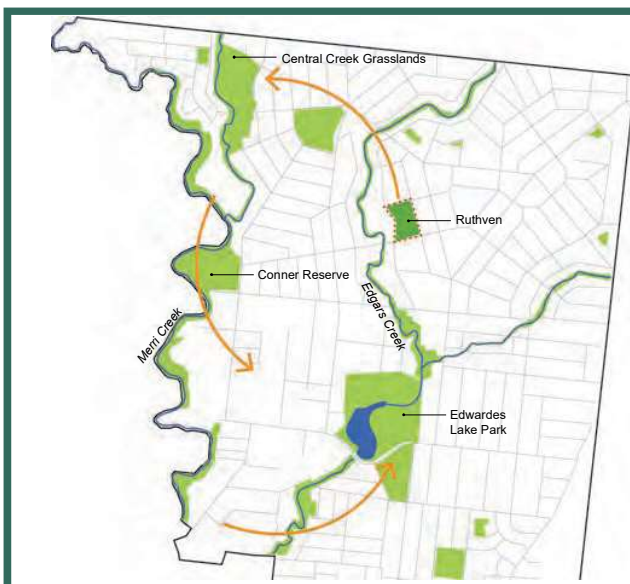 Central Creek Grasslands
Ruthven
Conner Reserve
Merri Creek
Edgars Creek
Edwardes
Lake Park